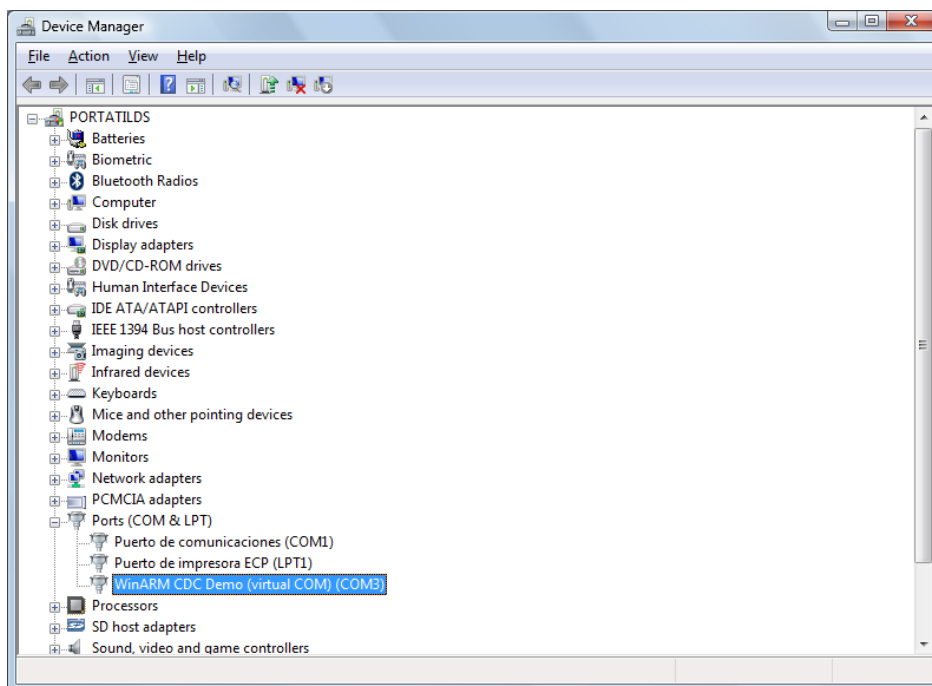 Device Manager
File Action View Help
PORTATILDS
Batteries
Biometric
Bluetooth Radios
Computer
Disk drives
Display adapters
DVD/CD-ROM drives
Human Interface Devices
IDE ATA/ATAPI controllers
IEEE 1394 Bus host controllers
Imaging devices
Infrared devices
Keyboards
Mice and other pointing devices
Modems
Monitors
Network adapters
PCMCIA adapters
Ports (COM & LPT)
Puerto de comunicaciones (COM1)
Puerto de impresora ECP (LPT1)
WinARM CDC Demo (virtual COM) (COM3)
Processors
SD host adapters
Sound, video and game controllers